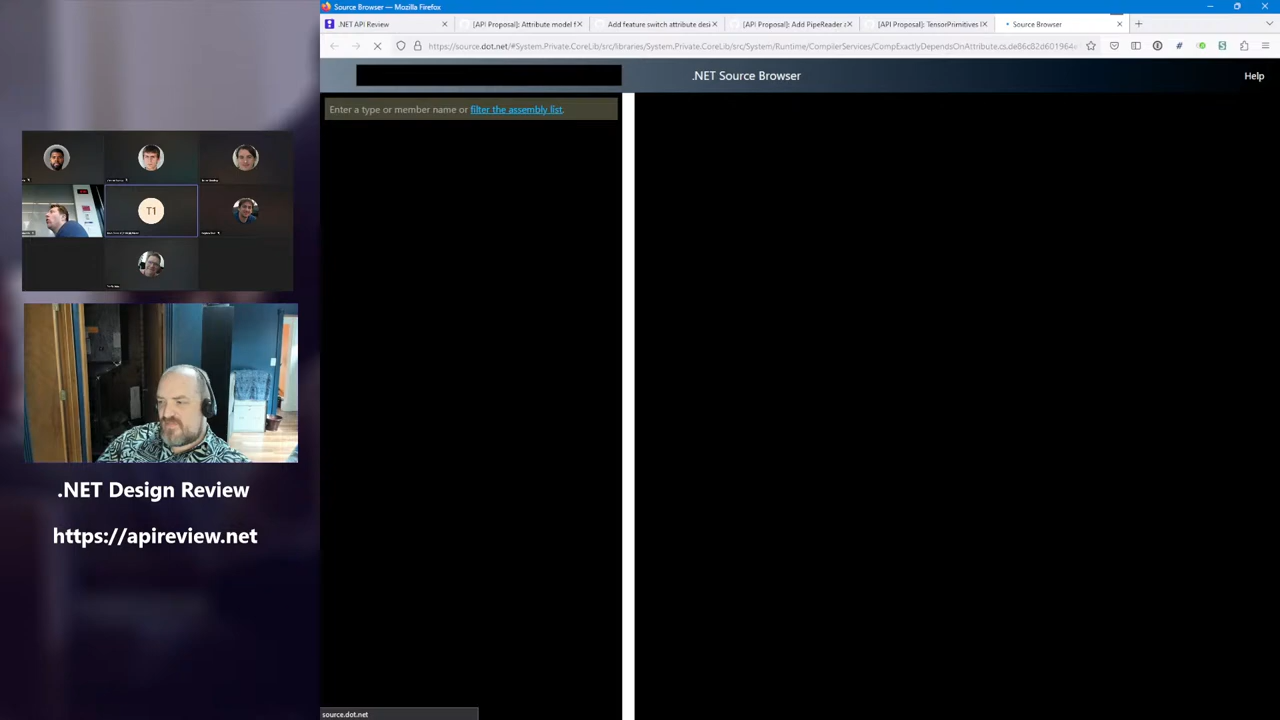 Source Browser — Mozilla Firefox
.NET API Review
[API Proposal]: Attribute model f
Add feature switch attribute desi
[API Proposal]: Add PipeReader a
[API Proposal]: TensorPrimitives I
Source Browser
https://source.dot.net/#System.Private.CoreLib/src/libraries/System.Private.CoreLib/src/System/Runtime/CompilerServices/CompExactlyDependsOnAttribute.cs.de86c82d601964
.NET Source Browser
Help
Enter a type or member name or filter the assembly list.
T1
.NET Design Review
https://apireview.net
source.dot.net